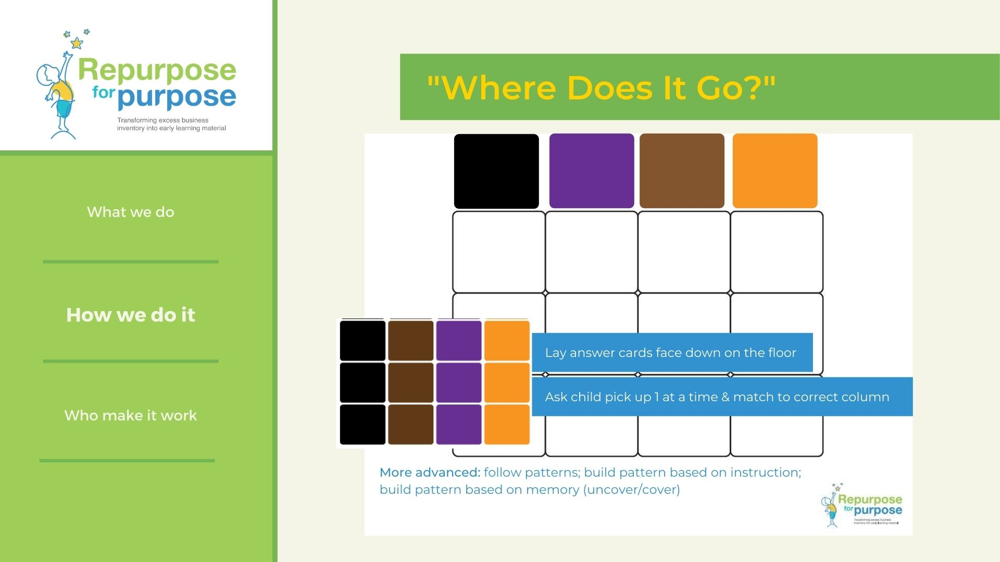 Repurpose
for purpose
Transforming excess business
inventory into early learning material
What we do
How we do it
Who make it work
"Where Does It Go?"
Lay answer cards face down on the floor
Ask child pick up 1 at a time & match to correct column
More advanced: follow patterns; build pattern based on instruction;
build pattern based on memory (uncover/cover)
Repurpose
for purpose
Transforming excess business
inventory into early learning material